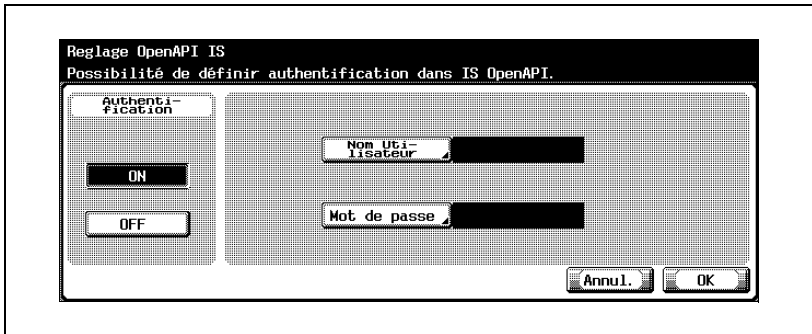 Reglage OpenAPI IS
Possibilité de définir authentification dans IS OpenAPI.
Authenti-
fication
Nom Uti-
lisateur
ON
Mot de passe
OFF
Annul.
OK